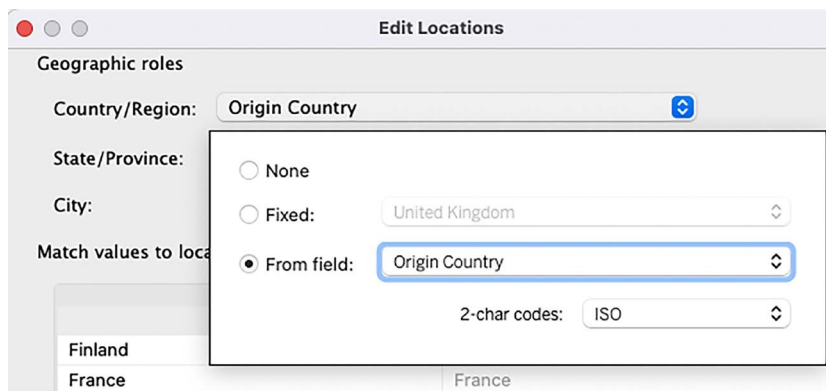 Edit Locations
Geographic roles
Country/Region: Origin Country
State/Province:
None
City:
Fixed: United Kingdom
Match values to loca
From field: Origin Country
2-char codes: ISO
Finland
France France